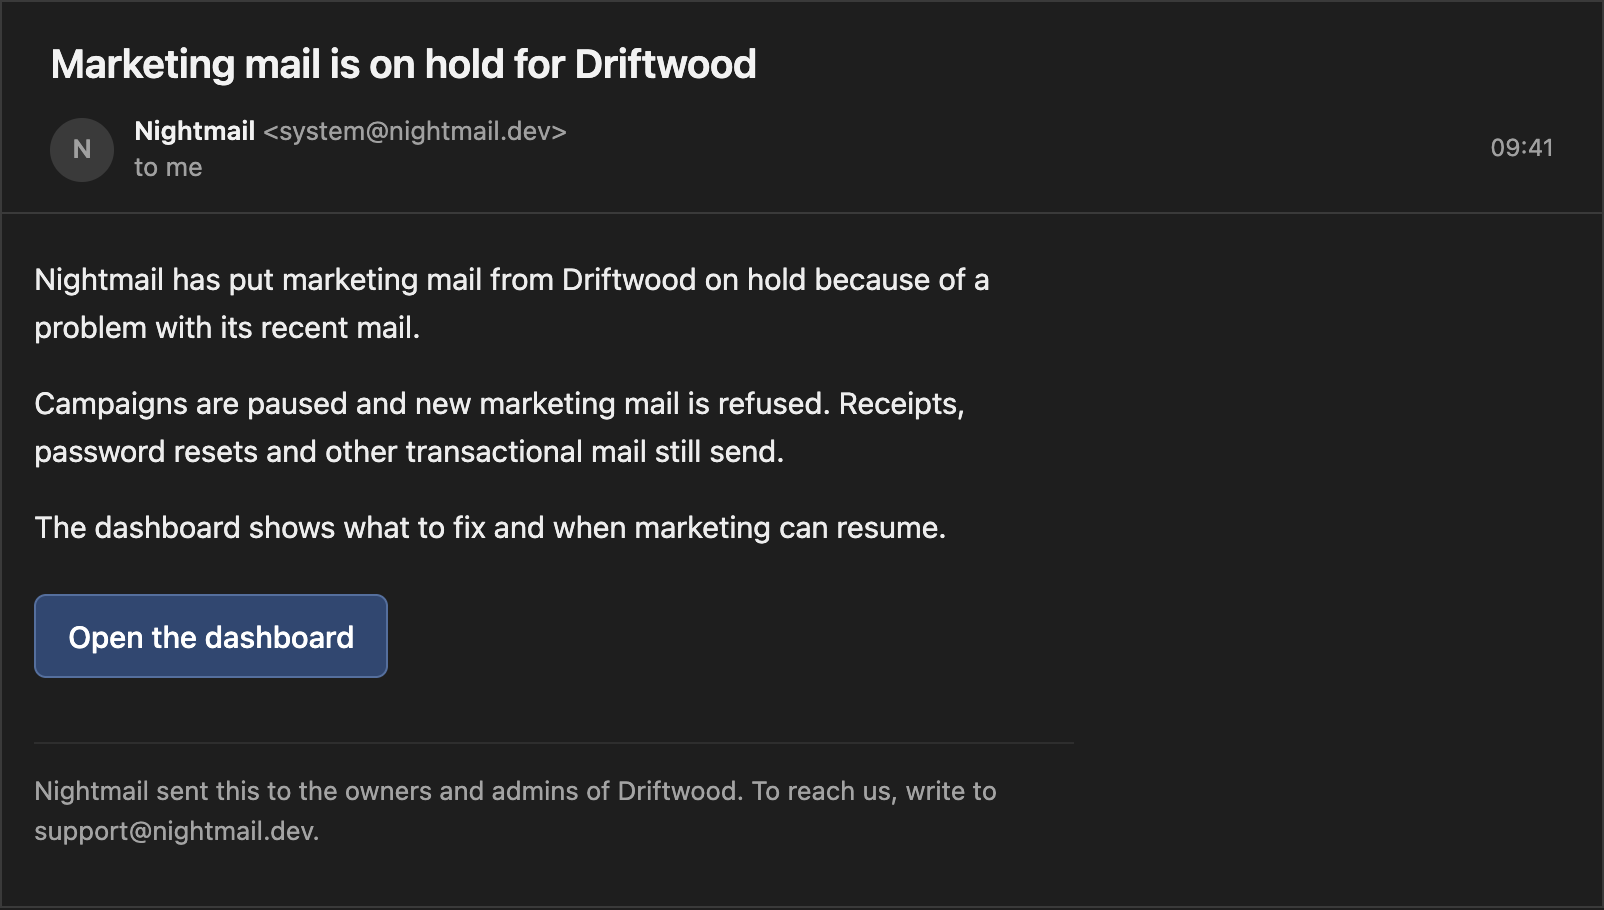 Marketing mail is on hold for Driftwood
N
Nightmail <system@nightmail.dev>
to me
09:41
Nightmail has put marketing mail from Driftwood on hold because of a
problem with its recent mail.
Campaigns are paused and new marketing mail is refused. Receipts,
password resets and other transactional mail still send.
The dashboard shows what to fix and when marketing can resume.
Open the dashboard
Nightmail sent this to the owners and admins of Driftwood. To reach us, write to
support@nightmail.dev.